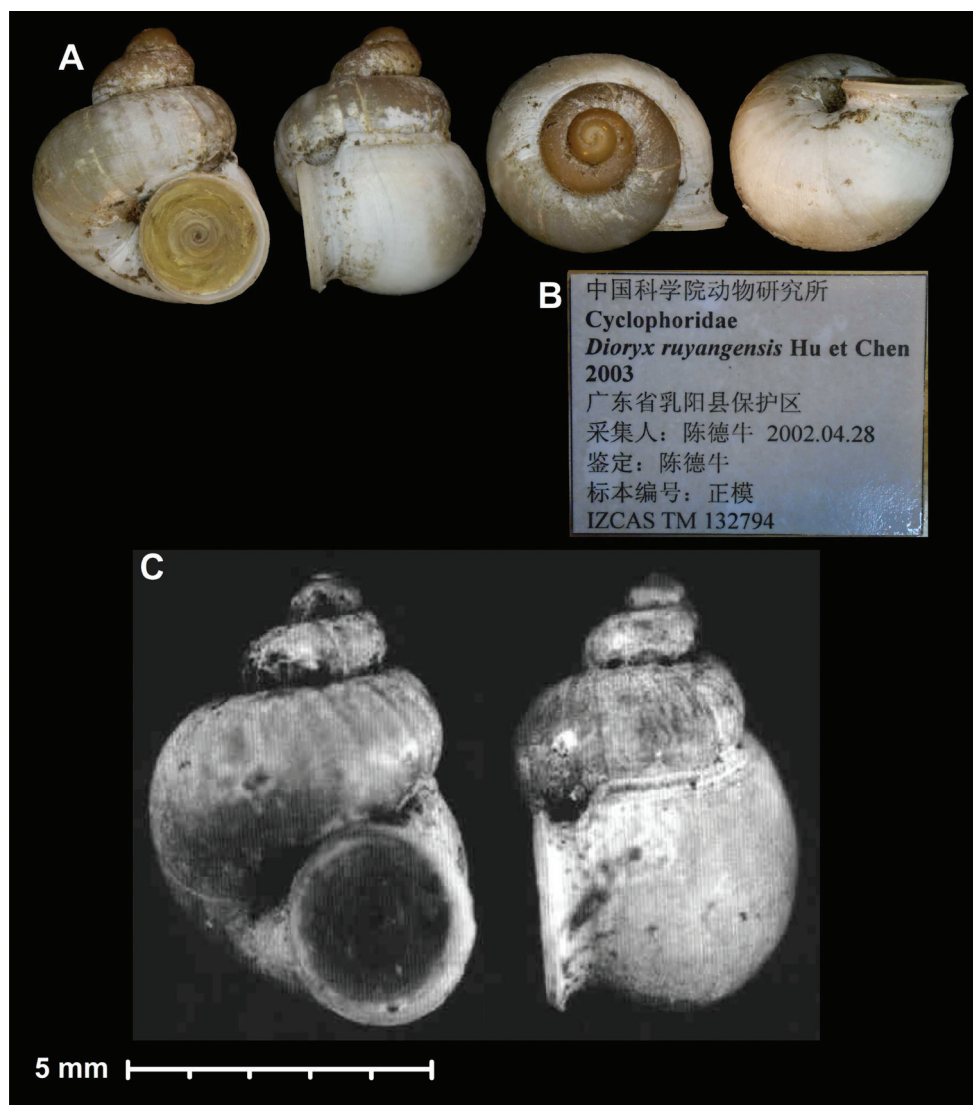 A
B
中国科学院动物研究所
Cyclophoridae
Dioryx ruyangensis Hu et Chen
2003
广东省乳阳县保护区
采集人：陈德牛 2002.04.28
鉴定：陈德牛
标本编号：正模
IZCAS TM 132794
C
5 mm